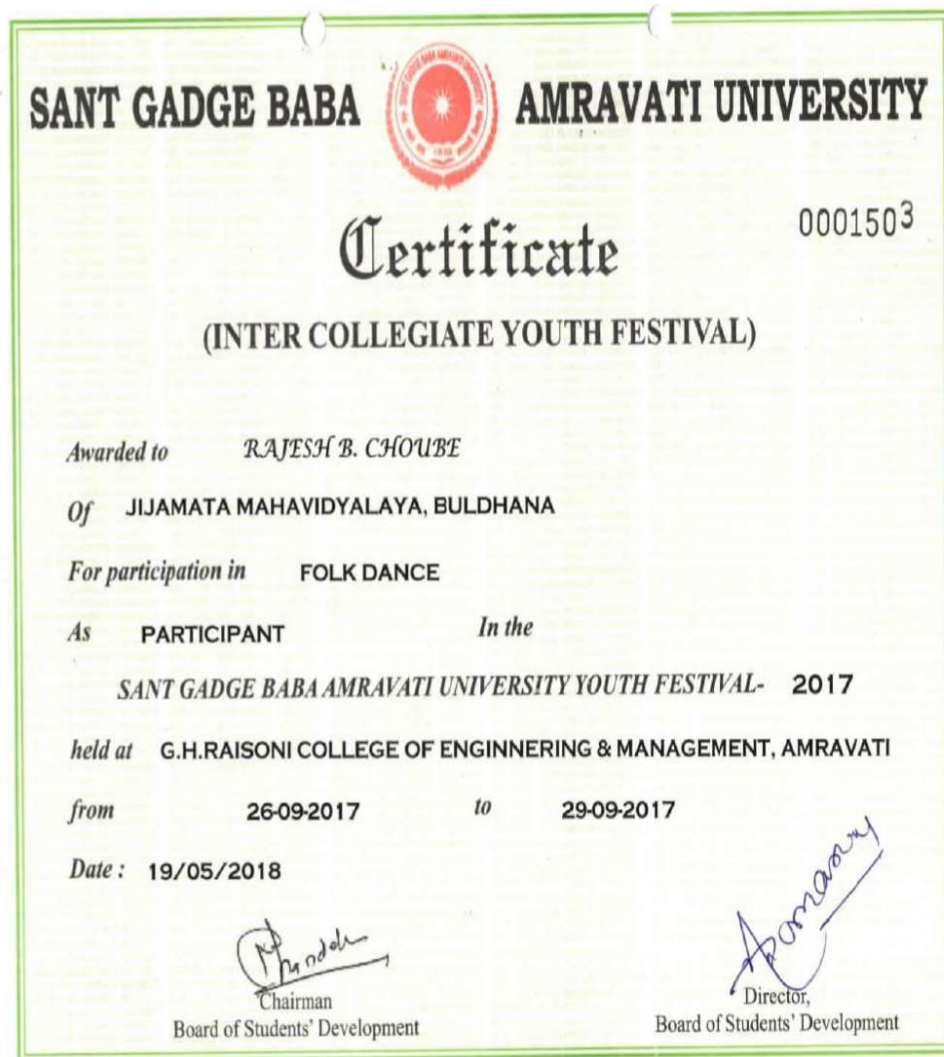 SANT GADGE BABA AMRAVATI UNIVERSITY
Certificate
0001503
(INTER COLLEGIATE YOUTH FESTIVAL)
Awarded to RAJESH B. CHOUBE
Of JIJAMATA MAHAVIDYALAYA, BULDHANA
For participation in FOLK DANCE
As PARTICIPANT In the
SANT GADGE BABA AMRAVATI UNIVERSITY YOUTH FESTIVAL- 2017
held at G.H.RAISONI COLLEGE OF ENGINNERING & MANAGEMENT, AMRAVATI
from 26-09-2017 to 29-09-2017
Date : 19/05/2018
Chairman
Board of Students' Development
Director,
Board of Students' Development